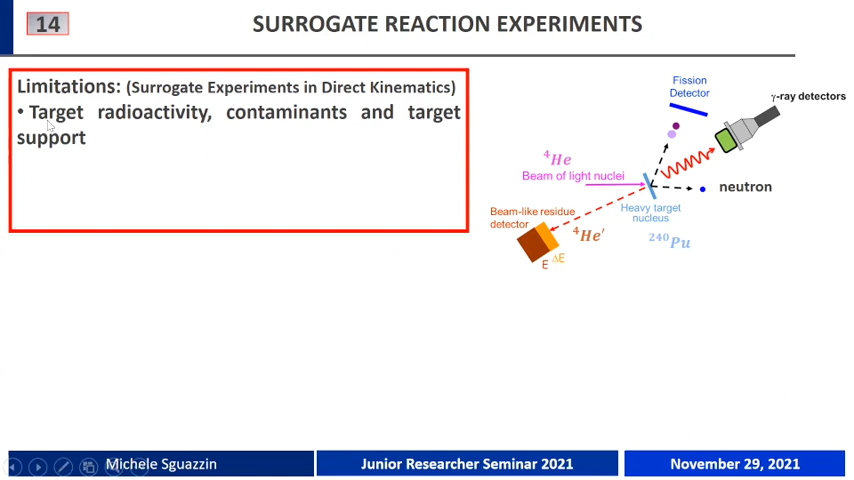 14
SURROGATE REACTION EXPERIMENTS
Limitations: (Surrogate Experiments in Direct Kinematics)
• Target radioactivity, contaminants and target
support
Fission
Detector
γ-ray detectors
⁴He
Beam of light nuclei
neutron
Heavy target
nucleus
Beam-like residue
detector
⁴He′
²⁴⁰Pu
E ΔE
Michele Sguazzin
Junior Researcher Seminar 2021
November 29, 2021